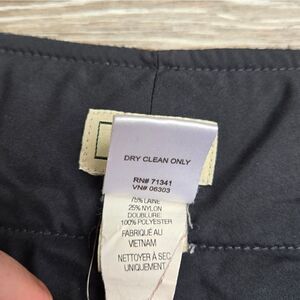 DRY CLEAN ONLY
RN# 71341
VN# 06303
75% LAINE
25% NYLON
DOUBLURE
100% POLYESTER
FABRIQUÉ AU
VIETNAM
NETTOYER À SEC
UNIQUEMENT